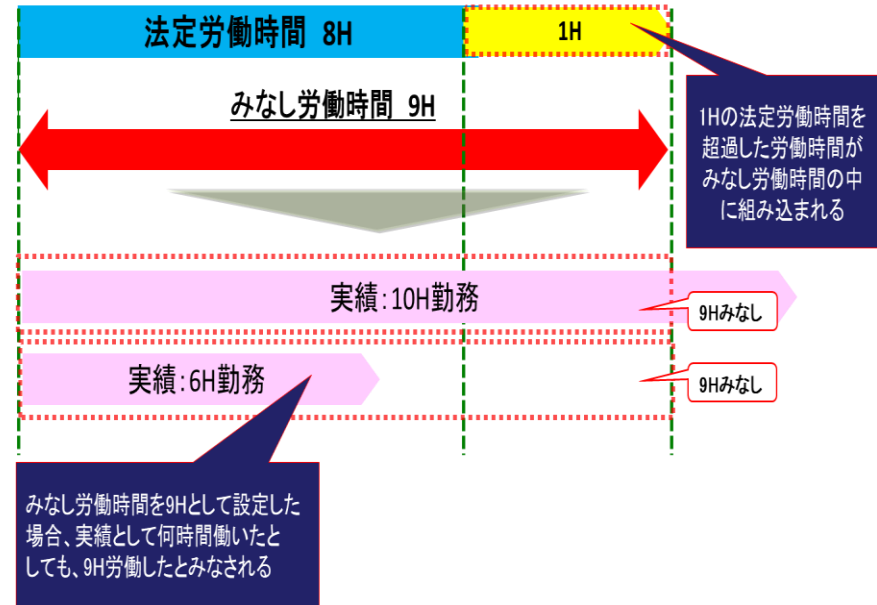 法定労働時間 8H
1H
みなし労働時間 9H
1Hの法定労働時間を
超過した労働時間が
みなし労働時間の中
に組み込まれる
実績：10H勤務
9Hみなし
実績：6H勤務
9Hみなし
みなし労働時間を9Hとして設定した
場合、実績として何時間働いたと
しても、9H労働したとみなされる